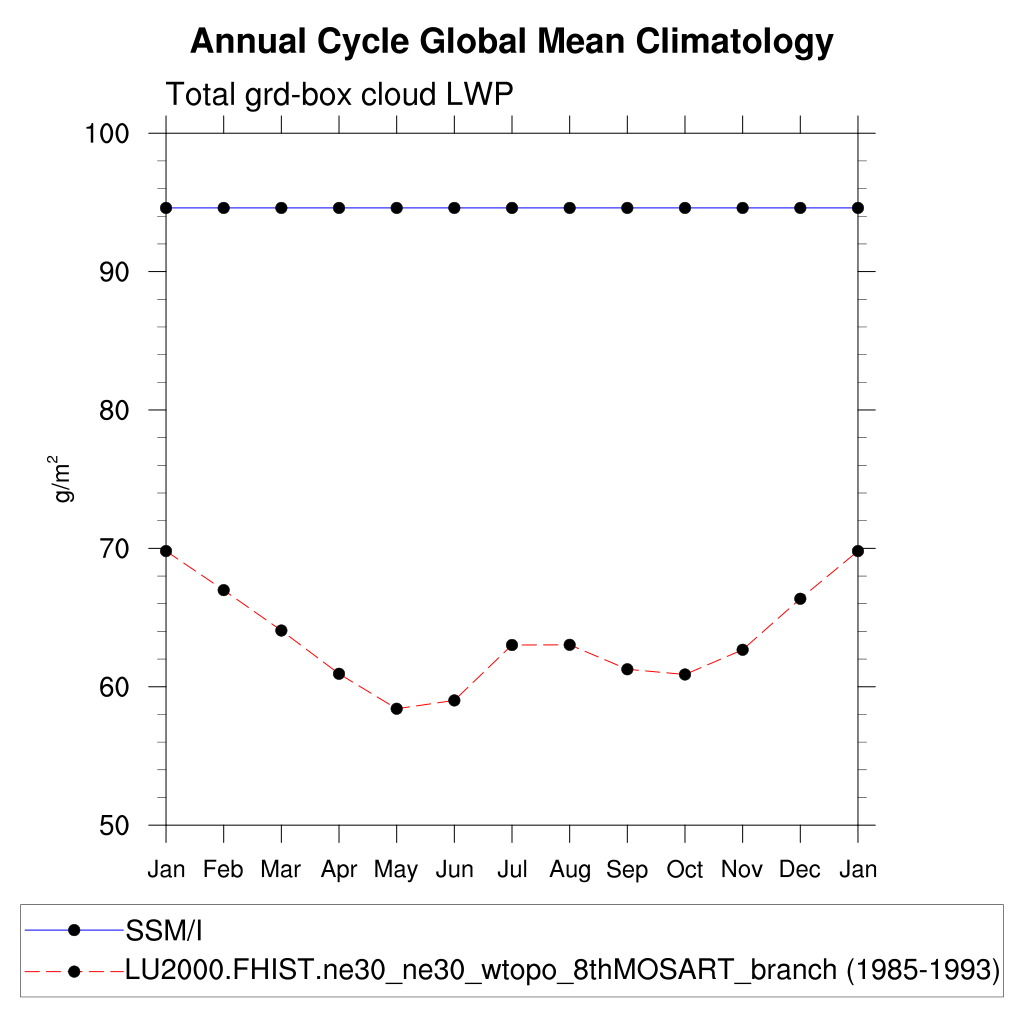 Annual Cycle Global Mean Climatology
Total grd-box cloud LWP
100
90
80
70
60
50
g/m²
Jan Feb Mar Apr May Jun Jul Aug Sep Oct Nov Dec Jan
SSM/I
LU2000.FHIST.ne30_ne30_wtopo_8thMOSART_branch (1985-1993)